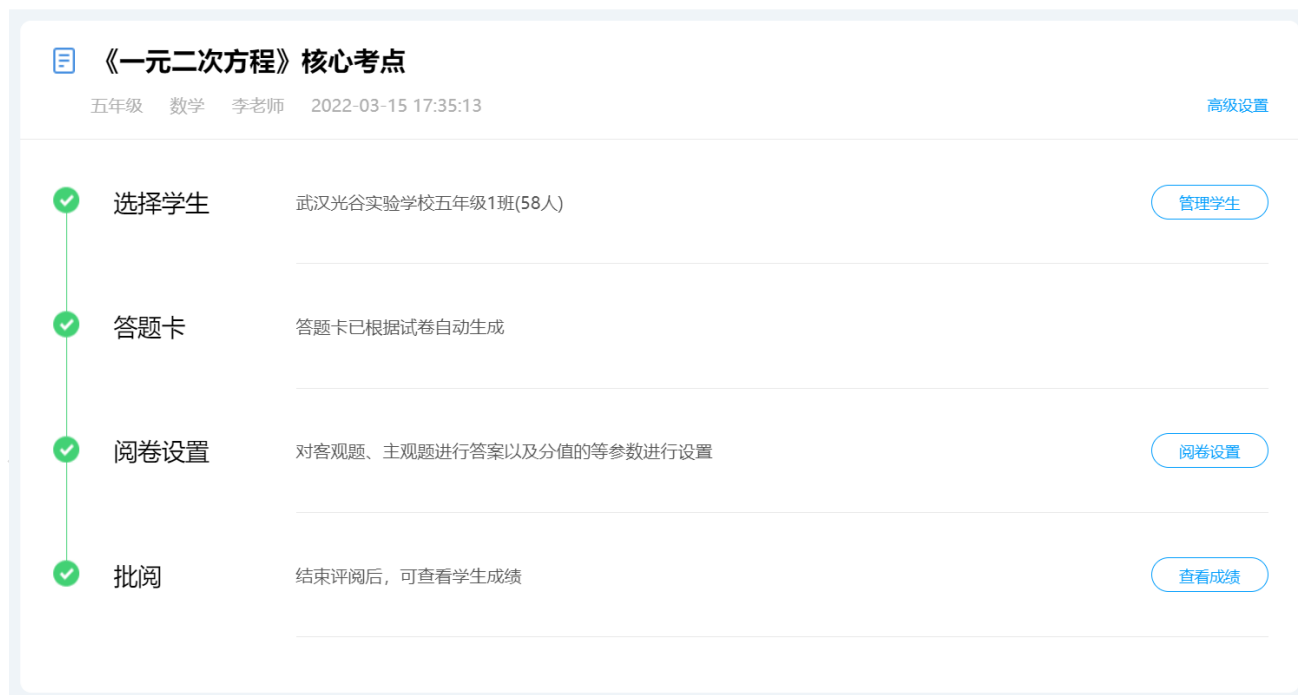 《一元二次方程》核心考点
五年级 数学 李老师 2022-03-15 17:35:13 高级设置
选择学生 武汉光谷实验学校五年级1班(58人) 管理学生
答题卡 答题卡已根据试卷自动生成
阅卷设置 对客观题、主观题进行答案以及分值的等参数进行设置 阅卷设置
批阅 结束评阅后，可查看学生成绩 查看成绩